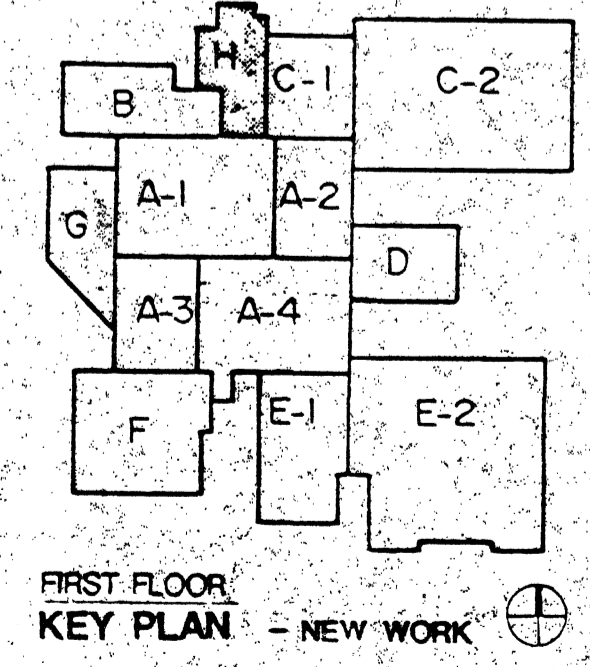 H
C-1
C-2
B
A-1
A-2
G
D
A-3
A-4
F
E-1
E-2
FIRST FLOOR
KEY PLAN - NEW WORK